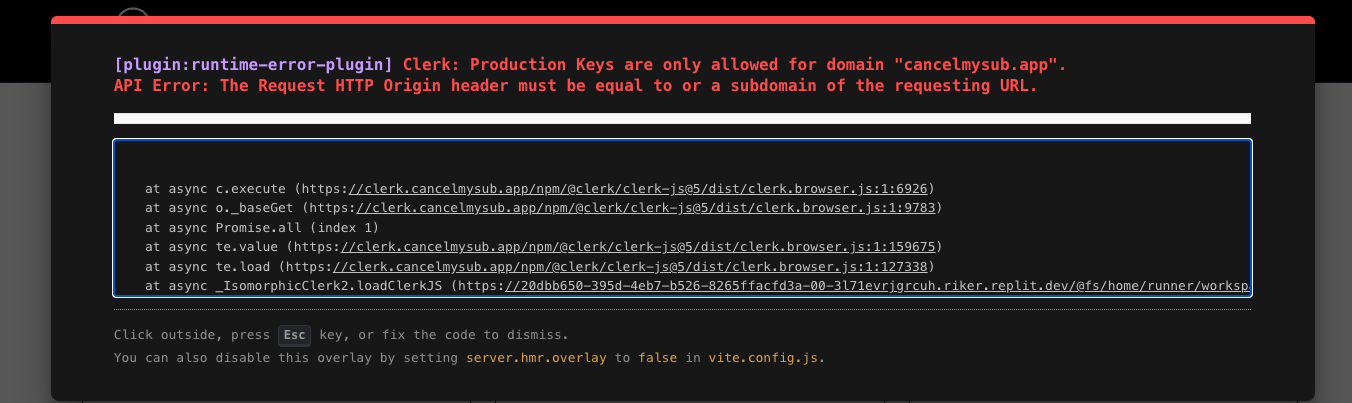 [plugin:runtime-error-plugin] Clerk: Production Keys are only allowed for domain "cancelmysub.app".
API Error: The Request HTTP Origin header must be equal to or a subdomain of the requesting URL.
at async c.execute (https://clerk.cancelmysub.app/npm/@clerk/clerk-js@5/dist/clerk.browser.js:1:6926)
at async o._baseGet (https://clerk.cancelmysub.app/npm/@clerk/clerk-js@5/dist/clerk.browser.js:1:9783)
at async Promise.all (index 1)
at async te.value (https://clerk.cancelmysub.app/npm/@clerk/clerk-js@5/dist/clerk.browser.js:1:159675)
at async te.load (https://clerk.cancelmysub.app/npm/@clerk/clerk-js@5/dist/clerk.browser.js:1:127338)
at async _IsomorphicClerk2.loadClerkJS (https://20dbb650-395d-4eb7-b526-8265ffacfd3a-00-3l71evrjgrcuh.riker.replit.dev/@fs/home/runner/worksp
Click outside, press Esc key, or fix the code to dismiss.
You can also disable this overlay by setting server.hmr.overlay to false in vite.config.js.